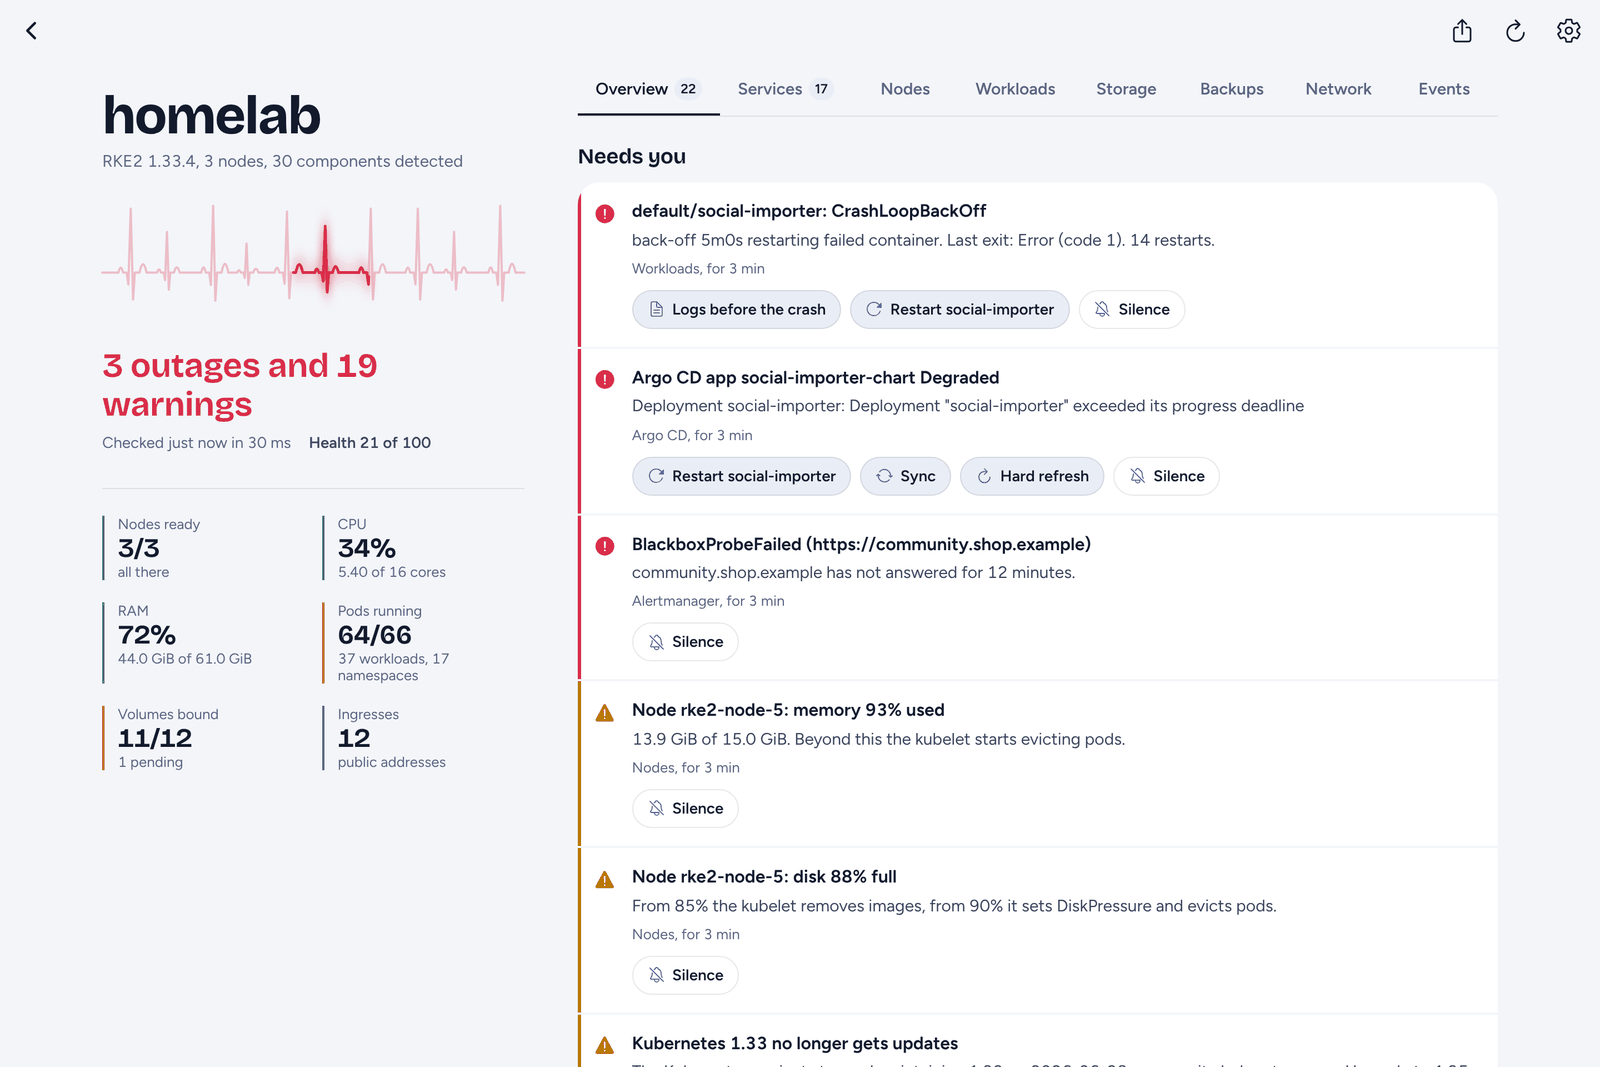 homelab
RKE2 1.33.4, 3 nodes, 30 components detected
3 outages and 19
warnings
Checked just now in 30 ms Health 21 of 100
Nodes ready
3/3
all there
CPU
34%
5.40 of 16 cores
RAM
72%
44.0 GiB of 61.0 GiB
Pods running
64/66
37 workloads, 17
namespaces
Volumes bound
11/12
1 pending
Ingresses
12
public addresses
Overview 22 Services 17 Nodes Workloads Storage Backups Network Events
Needs you
default/social-importer: CrashLoopBackOff
back-off 5m0s restarting failed container. Last exit: Error (code 1). 14 restarts.
Workloads, for 3 min
Logs before the crash Restart social-importer Silence
Argo CD app social-importer-chart Degraded
Deployment social-importer: Deployment "social-importer" exceeded its progress deadline
Argo CD, for 3 min
Restart social-importer Sync Hard refresh Silence
BlackboxProbeFailed (https://community.shop.example)
community.shop.example has not answered for 12 minutes.
Alertmanager, for 3 min
Silence
Node rke2-node-5: memory 93% used
13.9 GiB of 15.0 GiB. Beyond this the kubelet starts evicting pods.
Nodes, for 3 min
Silence
Node rke2-node-5: disk 88% full
From 85% the kubelet removes images, from 90% it sets DiskPressure and evicts pods.
Nodes, for 3 min
Silence
Kubernetes 1.33 no longer gets updates